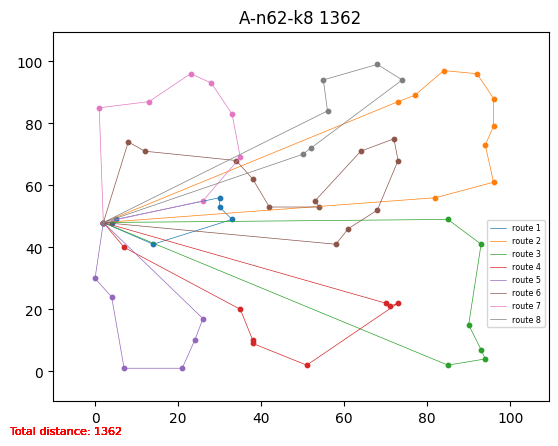 A-n62-k8 1362
100
80
60
40
20
0
0 20 40 60 80 100
route 1
route 2
route 3
route 4
route 5
route 6
route 7
route 8
Total distance: 1362